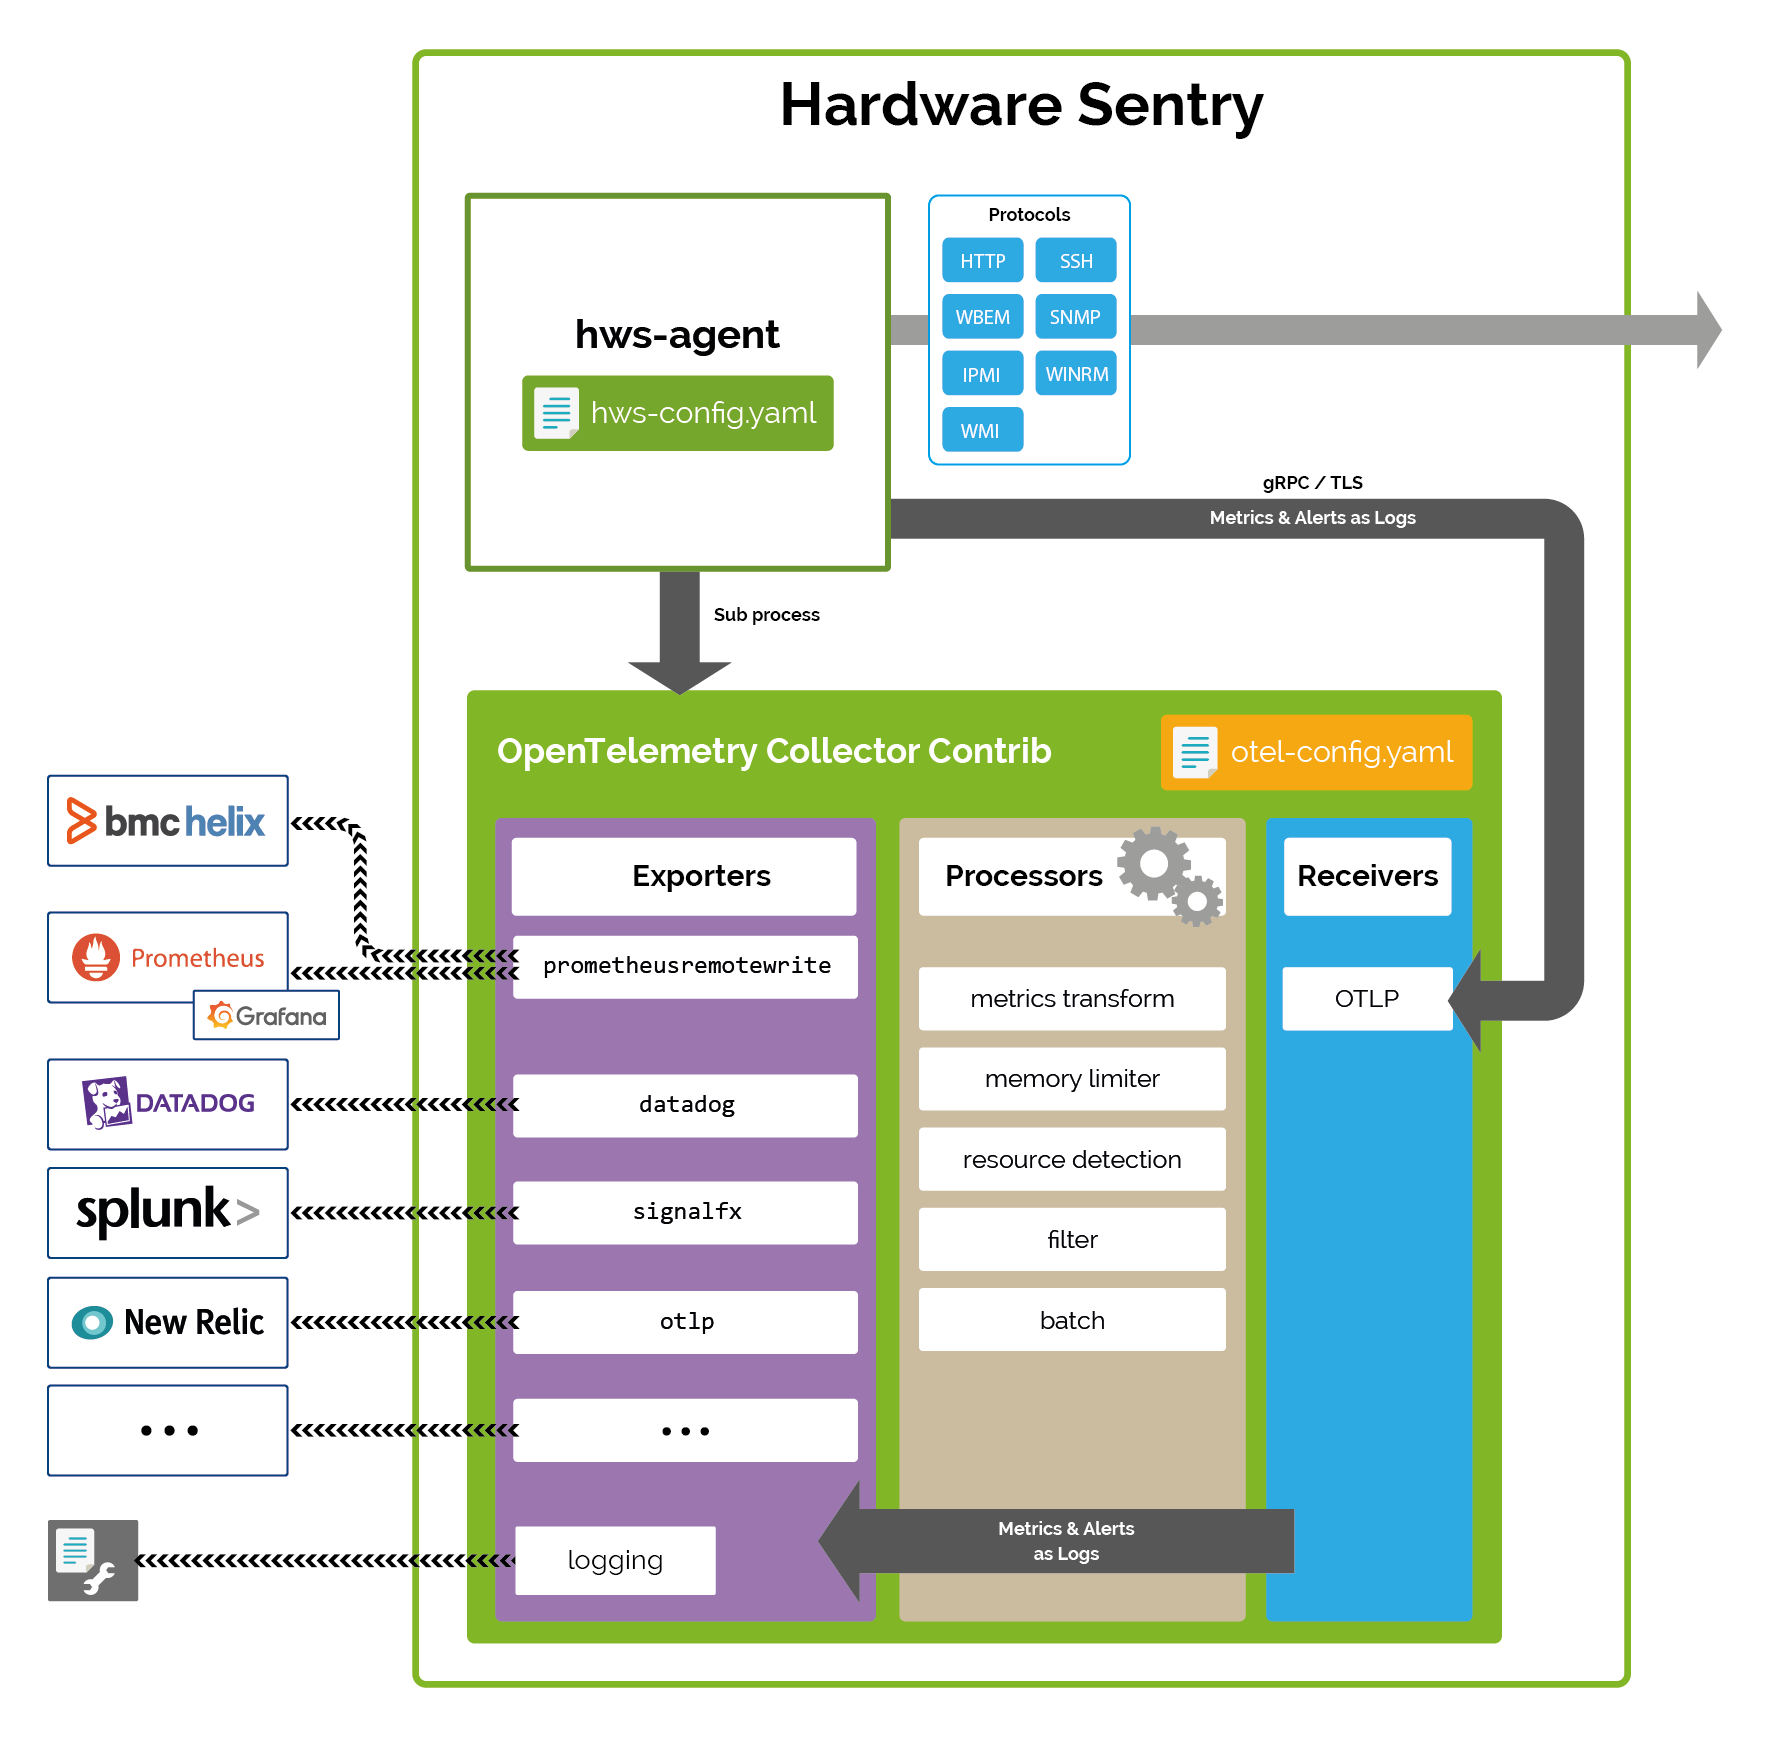 Hardware Sentry
hws-agent
hws-config.yaml
Protocols
HTTP
SSH
WBEM
SNMP
IPMI
WINRM
WMI
gRPC / TLS
Metrics & Alerts as Logs
Sub process
OpenTelemetry Collector Contrib
otel-config.yaml
bmc helix
Prometheus
Grafana
DATADOG
splunk>
New Relic
...
Exporters
prometheusremotewrite
datadog
signalfx
otlp
...
logging
Processors
metrics transform
memory limiter
resource detection
filter
batch
Receivers
OTLP
Metrics & Alerts
as Logs